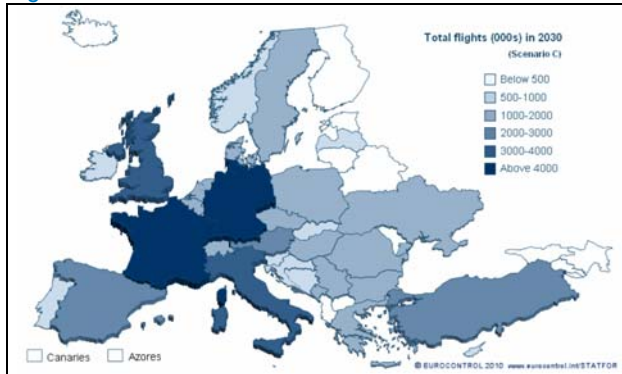 Total flights (000s) in 2030
(Scenario C)
Below 500
500-1000
1000-2000
2000-3000
3000-4000
Above 4000
Canaries
Azores
© EUROCONTROL 2010 www.eurocontrol.int/STATFOR